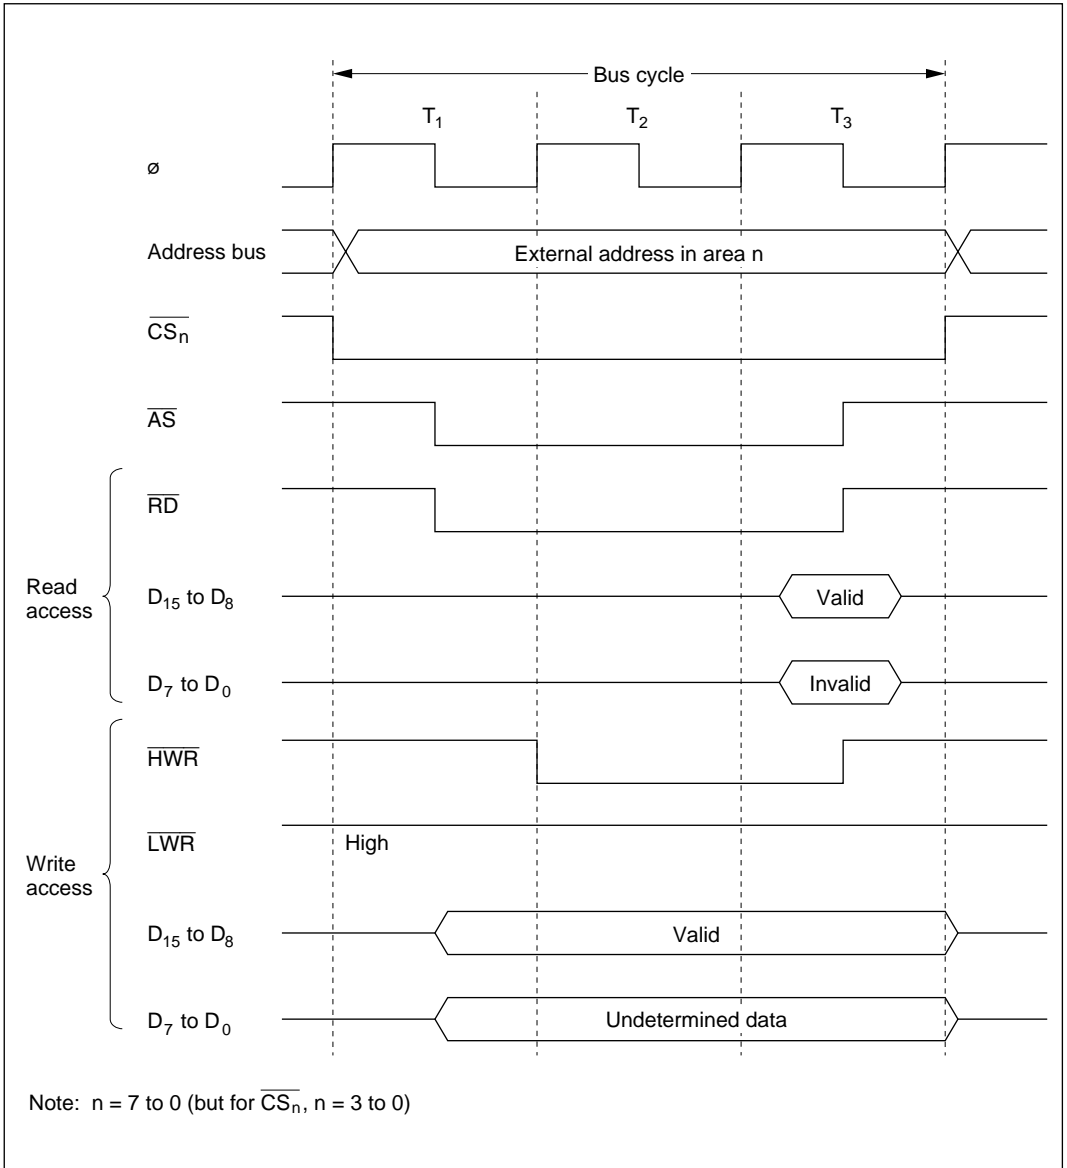 Bus cycle
T1 T2 T3
ø
Address bus External address in area n
CSn
AS
RD
Read access
D15 to D8 Valid
D7 to D0 Invalid
HWR
LWR High
Write access
D15 to D8 Valid
D7 to D0 Undetermined data
Note: n = 7 to 0 (but for CSn, n = 3 to 0)